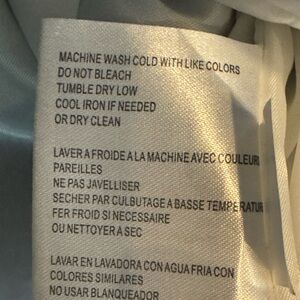 MACHINE WASH COLD WITH LIKE COLORS
DO NOT BLEACH
TUMBLE DRY LOW
COOL IRON IF NEEDED
OR DRY CLEAN
LAVER A FROIDE A LA MACHINE AVEC COULEUR
PAREILLES
NE PAS JAVELLISER
SECHER PAR CULBUTAGE A BASSE TEMPERATUR
FER FROID SI NECESSAIRE
OU NETTOYER A SEC
LAVAR EN LAVADORA CON AGUA FRIA CON
COLORES SIMILARES
NO USAR BLANQUEADOR